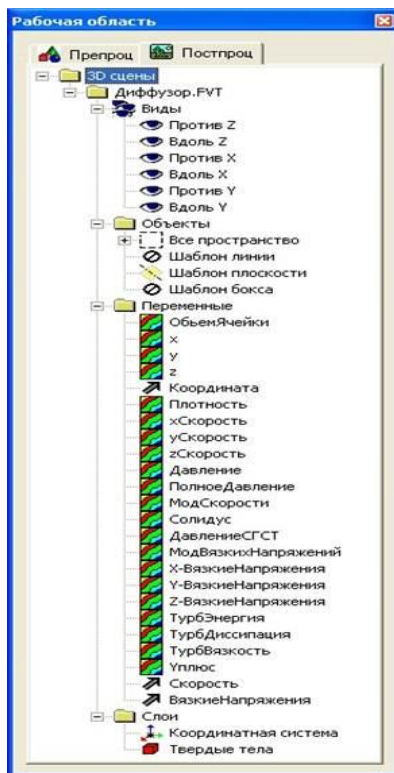 Рабочая область
Препроц Постпроц
3D сцены
Диффузор.FVT
Виды
Против Z
Вдоль Z
Против X
Вдоль X
Против Y
Вдоль Y
Объекты
Все пространство
Шаблон линии
Шаблон плоскости
Шаблон бокса
Переменные
ОбъемЯчейки
x
y
z
Координата
Плотность
xСкорость
yСкорость
zСкорость
Давление
ПолноеДавление
МодСкорости
Солидус
ДавлениеСГСТ
МодВязкихНапряжений
X-ВязкиеНапряжения
Y-ВязкиеНапряжения
Z-ВязкиеНапряжения
ТурбЭнергия
ТурбДиссипация
ТурбВязкость
Yплюс
Скорость
ВязкиеНапряжения
Слои
Координатная система
Твердые тела